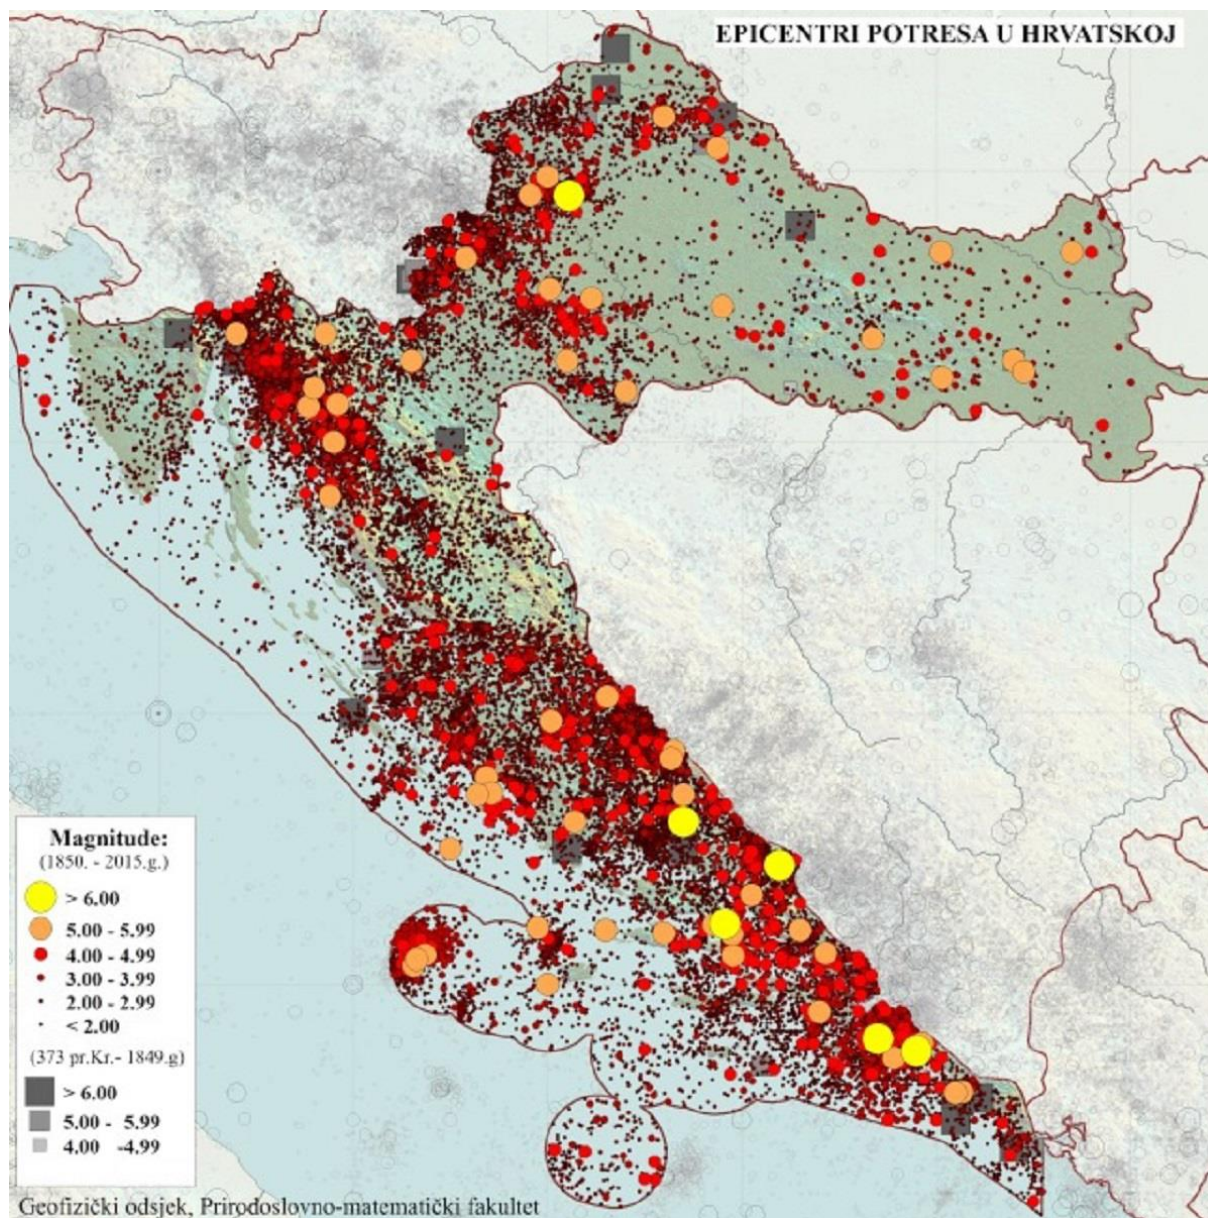 EPICENTRI POTRESA U HRVATSKOJ
Magnitude:
(1850. - 2015.g.)
> 6.00
5.00 - 5.99
4.00 - 4.99
3.00 - 3.99
2.00 - 2.99
< 2.00
(373 pr.Kr.- 1849.g)
> 6.00
5.00 - 5.99
4.00 -4.99
Geofizički odsjek, Prirodoslovno-matematički fakultet